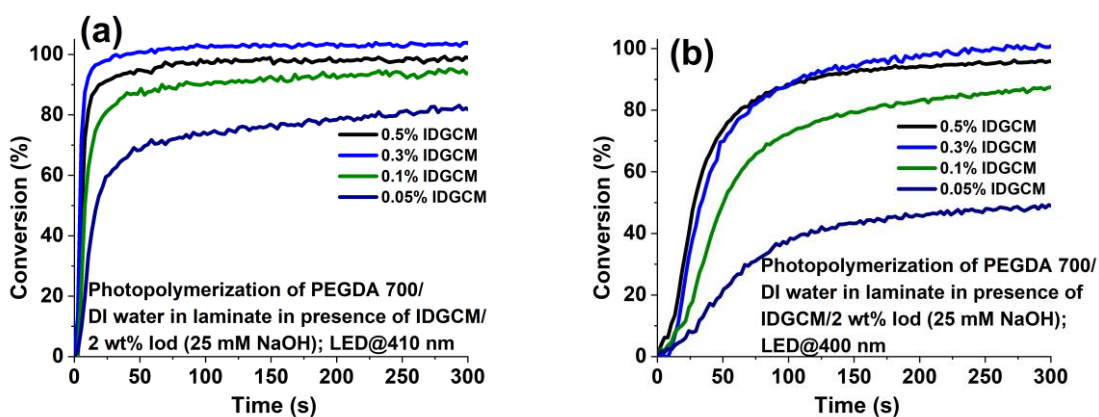 (a)
Conversion (%)
100
80
60
40
20
0
0.5% IDGCM
0.3% IDGCM
0.1% IDGCM
0.05% IDGCM
Photopolymerization of PEGDA 700/
DI water in laminate in presence of IDGCM/
2 wt% Iod (25 mM NaOH); LED@410 nm
0 50 100 150 200 250 300
Time (s)
(b)
Conversion (%)
100
80
60
40
20
0
0.5% IDGCM
0.3% IDGCM
0.1% IDGCM
0.05% IDGCM
Photopolymerization of PEGDA 700/
DI water in laminate in presence of
IDGCM/2 wt% Iod (25 mM NaOH);
LED@400 nm
0 50 100 150 200 250 300
Time (s)